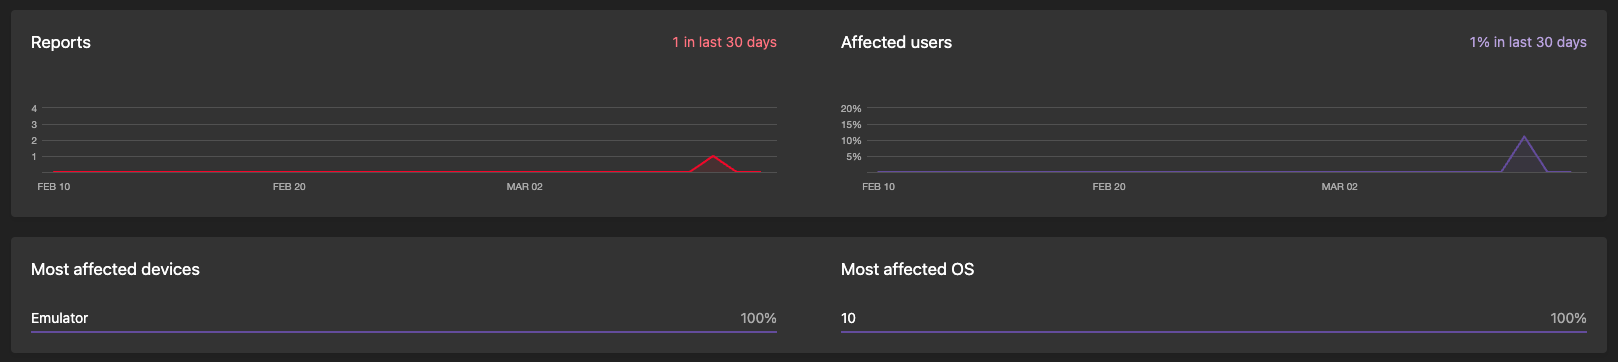 Reports
1 in last 30 days
4
3
2
1
FEB 10
FEB 20
MAR 02
Affected users
1% in last 30 days
20%
15%
10%
5%
FEB 10
FEB 20
MAR 02
Most affected devices
Emulator
100%
Most affected OS
10
100%